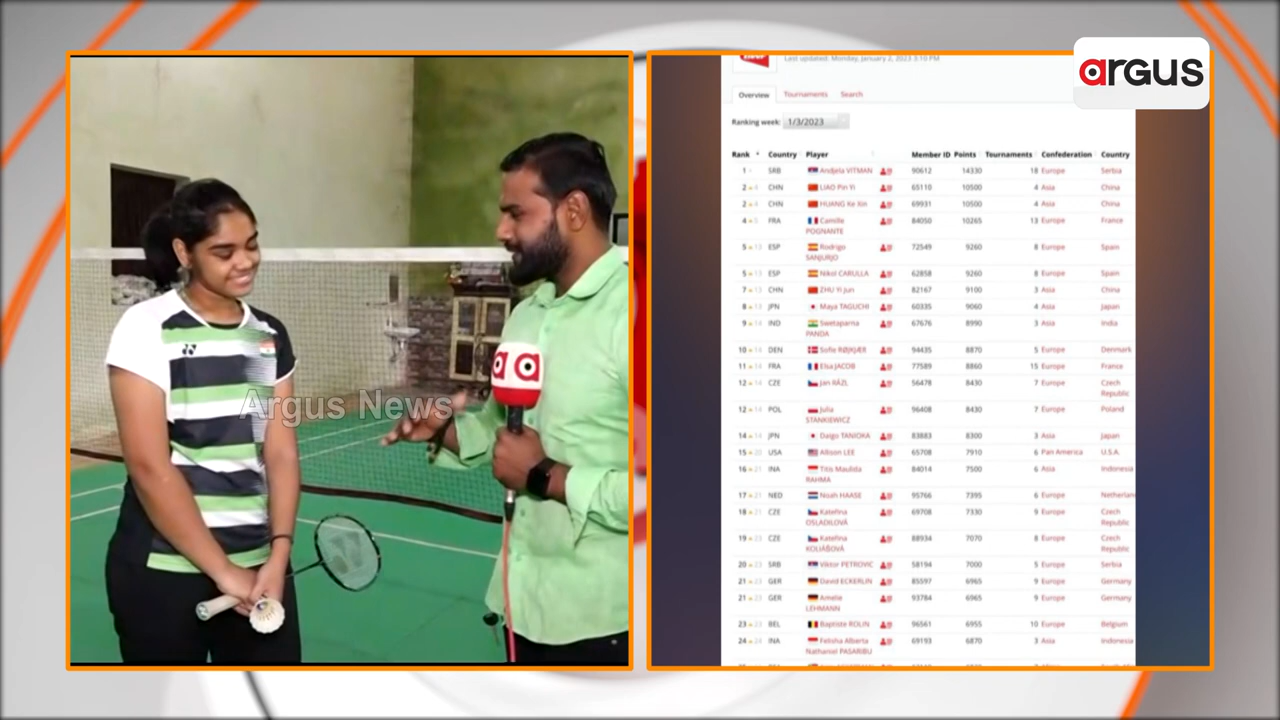 argus
Last updated: Monday, January 2, 2023 3:10 PM
Overview Tournaments Search
Ranking week: 1/3/2023
Rank Country Player Member ID Points Tournaments Confederation Country
1 SRB Andjela VITMAN 90612 14330 18 Europe Serbia
2 CHN LIAO Pin Yi 65110 10500 4 Asia China
2 CHN HUANG Ke Xin 69931 10500 4 Asia China
4 FRA Camille 84050 10265 13 Europe France
POGNANTE
5 ESP Rodrigo 72549 9260 8 Europe Spain
SANJURJO
5 ESP Nikol CARULLA 62858 9260 8 Europe Spain
7 CHN ZHU Yi Jun 82167 9100 3 Asia China
8 JPN Maya TAGUCHI 60335 9060 4 Asia Japan
9 IND Swetaparna 67676 8990 3 Asia India
PANDA
10 DEN Sofie RØJKJÆR 94435 8870 5 Europe Denmark
11 FRA Elsa JACOB 77589 8860 15 Europe France
12 CZE Jan RÁZL 56478 8430 7 Europe Czech
Republic
12 POL Julia 96408 8430 7 Europe Poland
STANKIEWICZ
14 JPN Daigo TANIOKA 83883 8300 3 Asia Japan
15 USA Allison LEE 65708 7910 6 Pan America U.S.A.
16 INA Titis Maulida 84014 7500 6 Asia Indonesia
RAHMA
17 NED Noah HAASE 95766 7395 6 Europe Netherlan
18 CZE Kateřina 69708 7330 9 Europe Czech
OSLADILOVÁ Republic
19 CZE Kateřina 88934 7070 8 Europe Czech
KOLIÁŠOVÁ Republic
20 SRB Viktor PETROVIC 58194 7000 5 Europe Serbia
21 GER David ECKERLIN 85597 6965 9 Europe Germany
21 GER Amelie 93784 6965 9 Europe Germany
LEHMANN
23 BEL Baptiste ROLIN 96561 6955 10 Europe Belgium
24 INA Felisha Alberta 69193 6870 3 Asia Indonesia
Nathaniel PASARIBU
Argus News